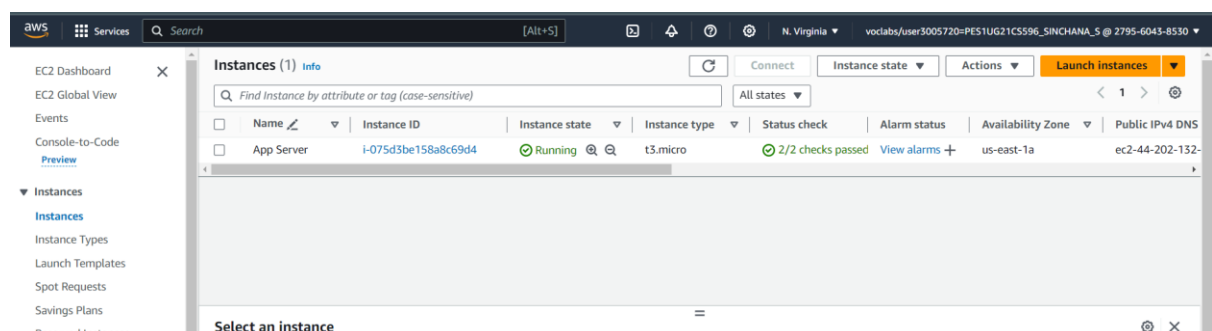 aws Services Search [Alt+S] N. Virginia voclabs/user3005720=PES1UG21CS596_SINCHANA_S @ 2795-6043-8530
EC2 Dashboard
EC2 Global View
Events
Console-to-Code
Preview
Instances
Instances
Instance Types
Launch Templates
Spot Requests
Savings Plans
Instances (1) Info Connect Instance state Actions Launch instances
Find Instance by attribute or tag (case-sensitive) All states 1
Name Instance ID Instance state Instance type Status check Alarm status Availability Zone Public IPv4 DNS
App Server i-075d3be158a8c69d4 Running t3.micro 2/2 checks passed View alarms + us-east-1a ec2-44-202-132-
Select an instance